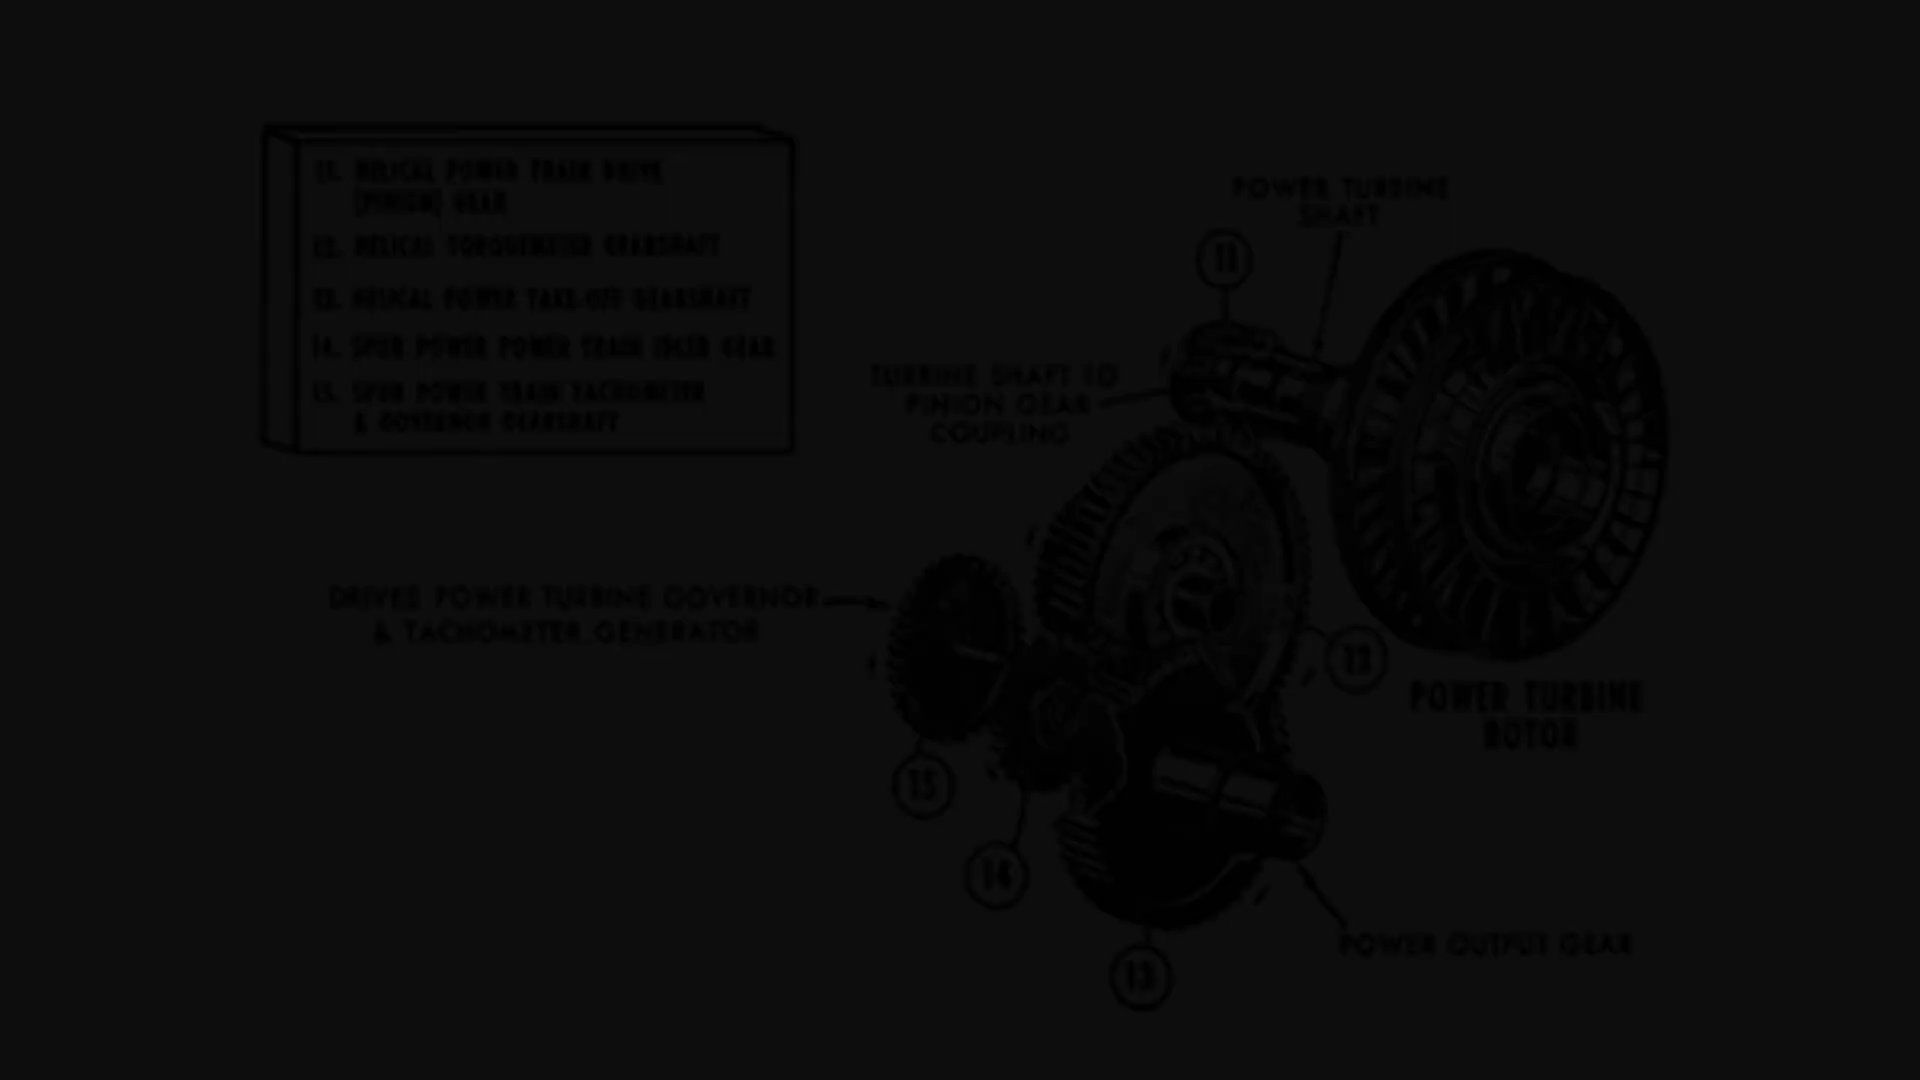 11. HELICAL POWER TRAIN DRIVE
(PINION) GEAR
12. HELICAL TORQUEMETER GEARSHAFT
13. HELICAL POWER TAKE-OUT GEARSHAFT
14. SPUR POWER POWER TRAIN IDLER GEAR
15. SPUR POWER TRAIN TACHOMETER
& GOVERNOR GEARSHAFT
POWER TURBINE
SHAFT
11
TURBINE SHAFT TO
PINION GEAR
COUPLING
DRIVES POWER TURBINE GOVERNOR
& TACHOMETER GENERATOR
12
POWER TURBINE
ROTOR
15
14
POWER OUTPUT GEAR
13